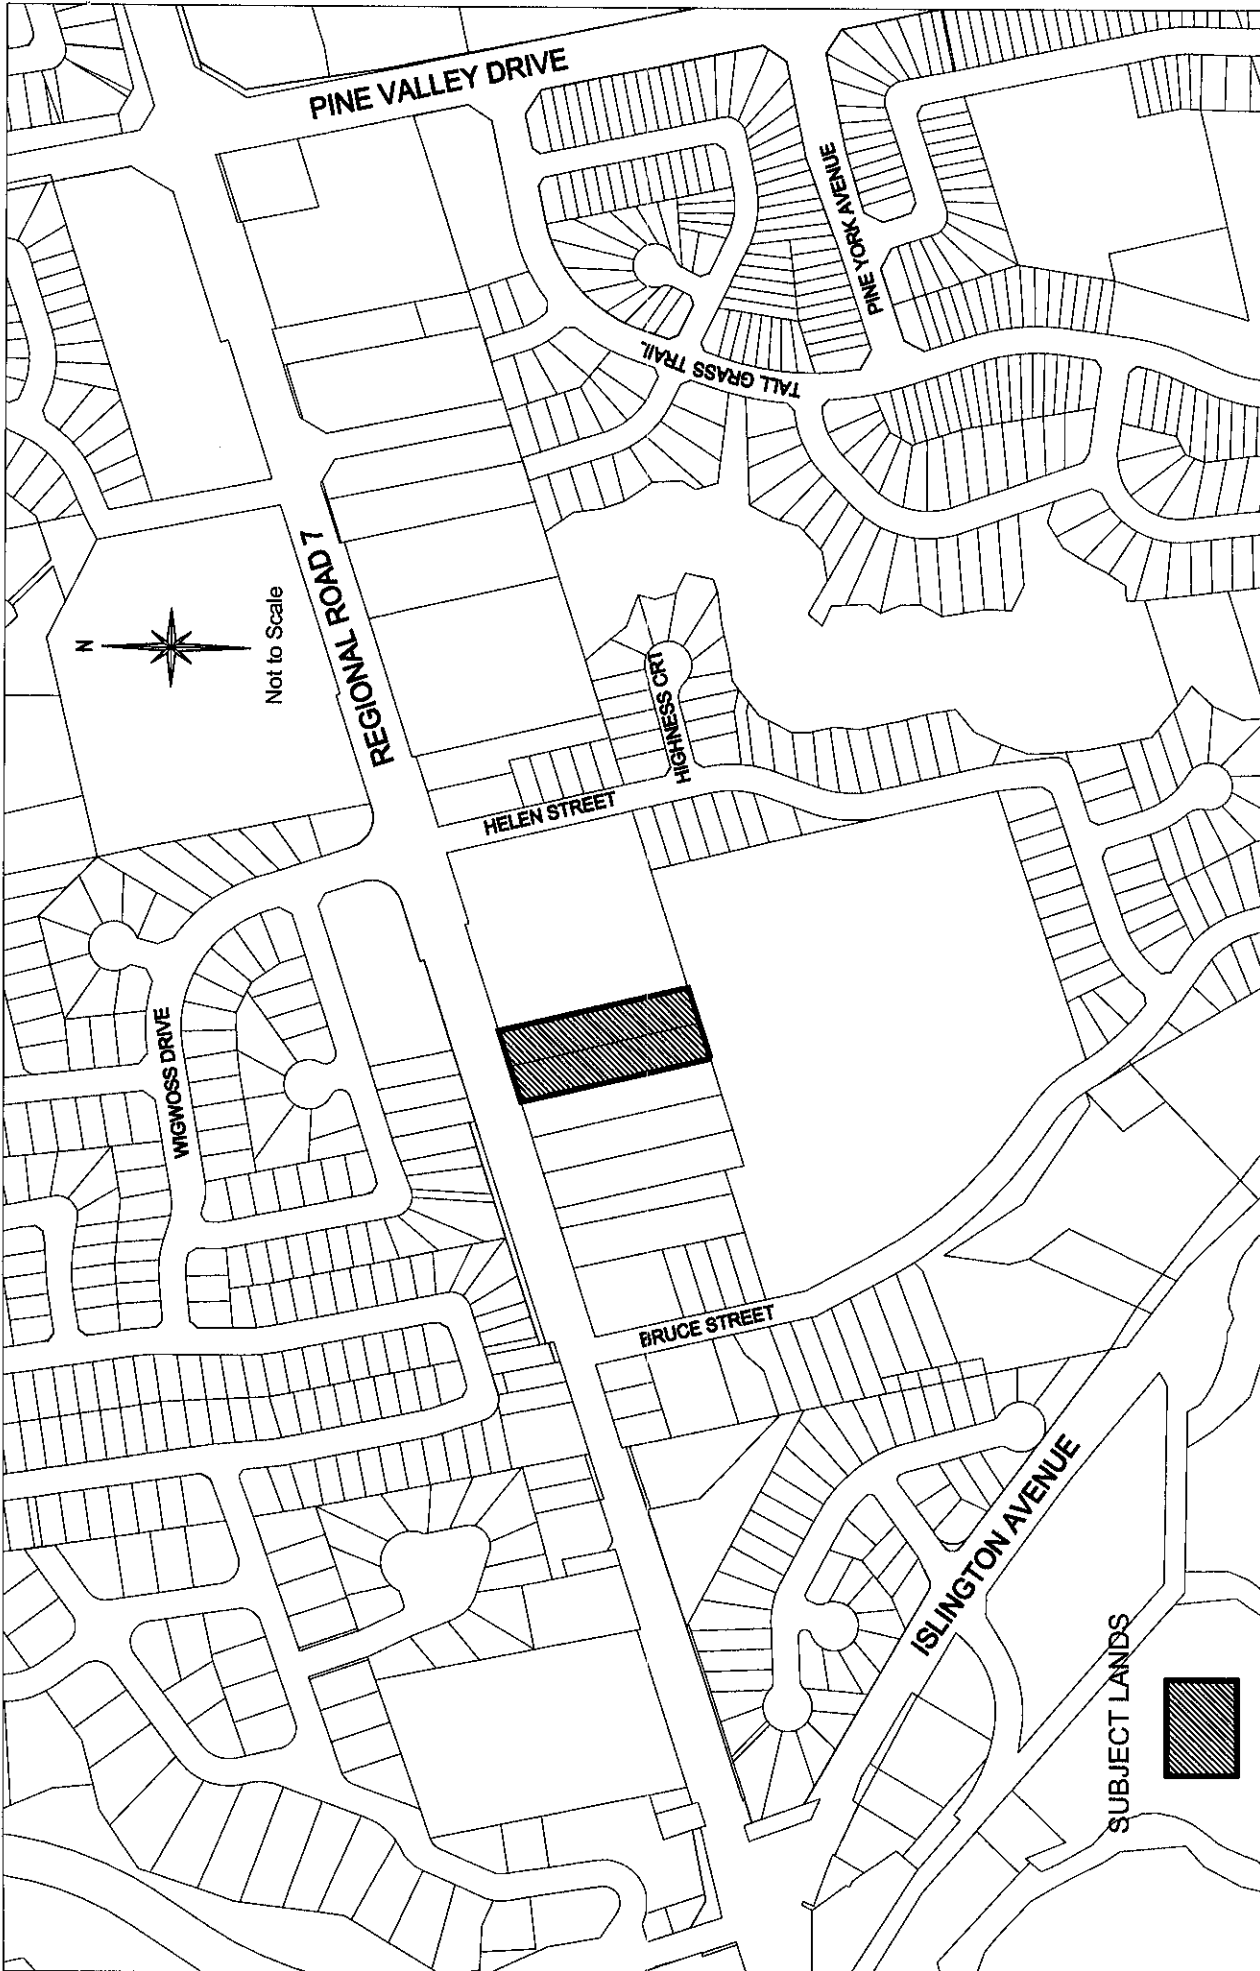 PINE VALLEY DRIVE
PINE YORK AVENUE
TALL GRASS TRAIL
REGIONAL ROAD 7
N
Not to Scale
HIGHNESS CRT
HELEN STREET
WIGWOSS DRIVE
BRUCE STREET
ISLINGTON AVENUE
SUBJECT LANDS